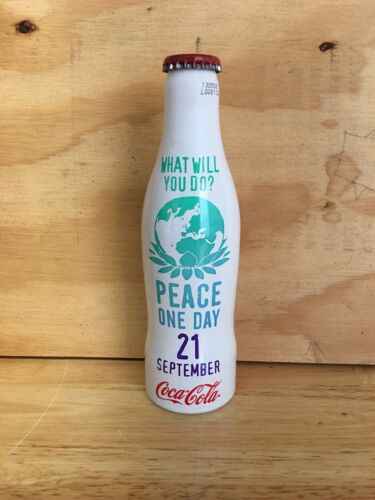 WHAT WILL
YOU DO?
PEACE
ONE DAY
21
SEPTEMBER
Coca-Cola